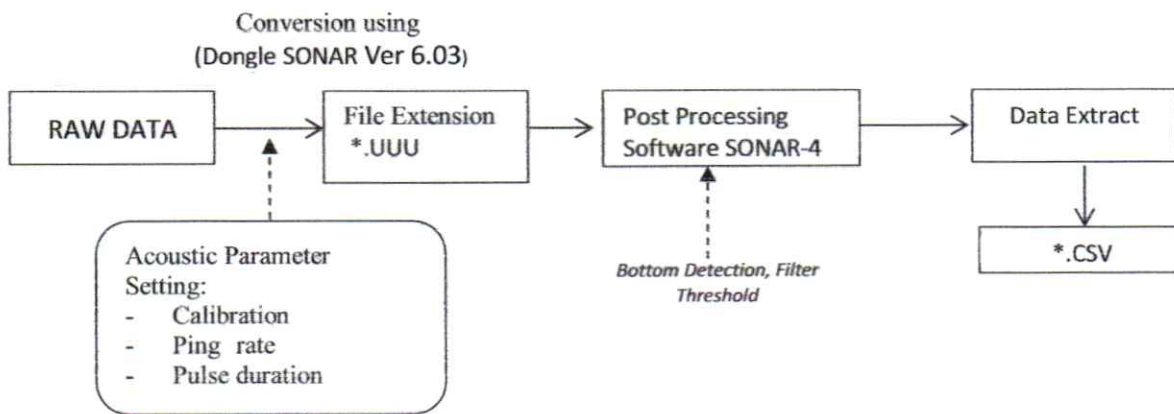 Conversion using
(Dongle SONAR Ver 6.03)
RAW DATA
File Extension
*.UUU
Post Processing
Software SONAR-4
Data Extract
*.CSV
Acoustic Parameter
Setting:
- Calibration
- Ping rate
- Pulse duration
Bottom Detection, Filter
Threshold